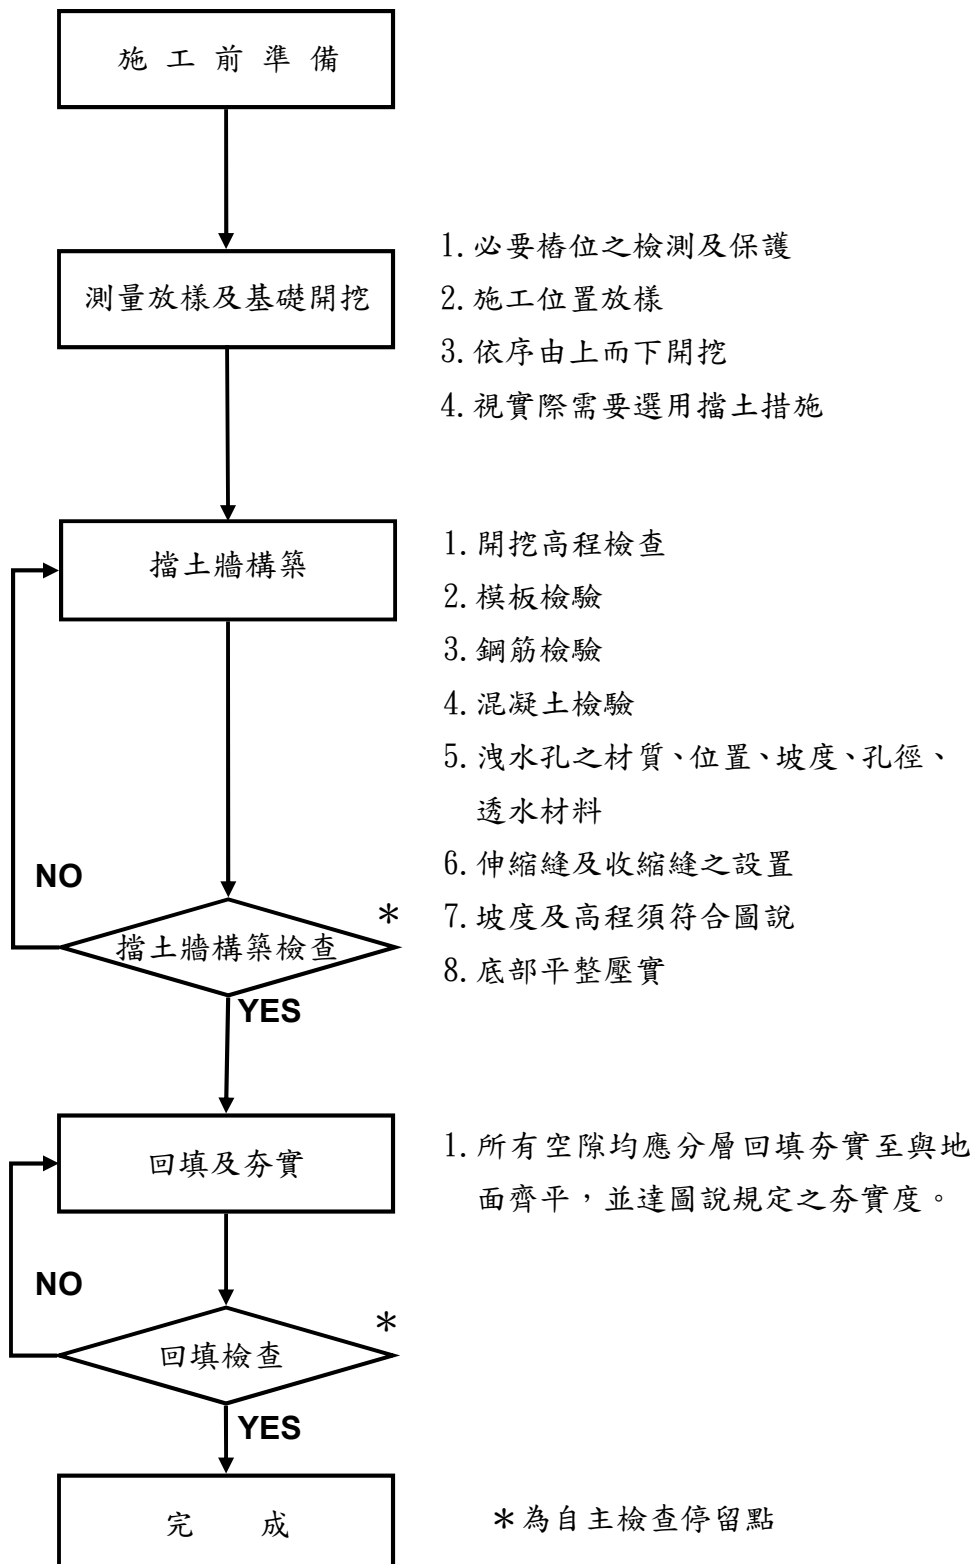 施工前準備
測量放樣及基礎開挖
1.必要樁位之檢測及保護
2.施工位置放樣
3.依序由上而下開挖
4.視實際需要選用擋土措施
擋土牆構築
1.開挖高程檢查
2.模板檢驗
3.鋼筋檢驗
4.混凝土檢驗
5.洩水孔之材質、位置、坡度、孔徑、
透水材料
6.伸縮縫及收縮縫之設置
7.坡度及高程須符合圖說
8.底部平整壓實
NO
擋土牆構築檢查
＊
YES
回填及夯實
1.所有空隙均應分層回填夯實至與地
面齊平，並達圖說規定之夯實度。
NO
回填檢查
＊
YES
完成
＊為自主檢查停留點